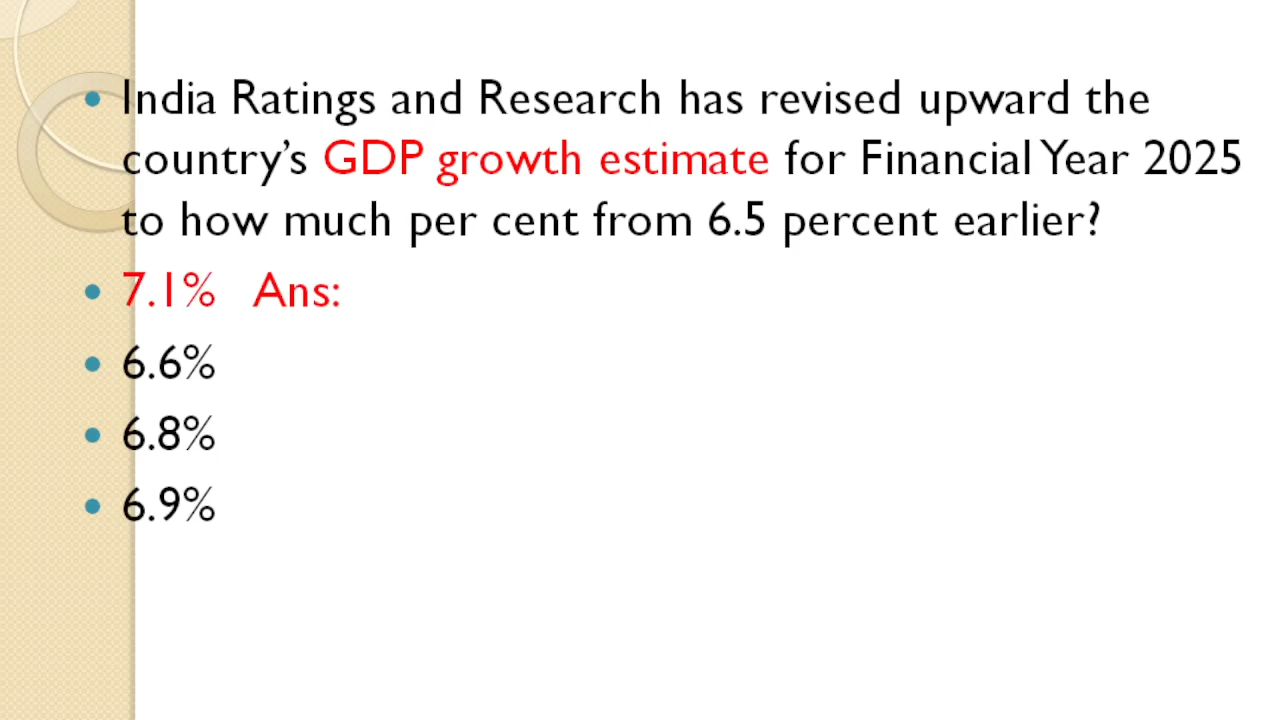 • India Ratings and Research has revised upward the
country’s GDP growth estimate for Financial Year 2025
to how much per cent from 6.5 percent earlier?
• 7.1% Ans:
• 6.6%
• 6.8%
• 6.9%